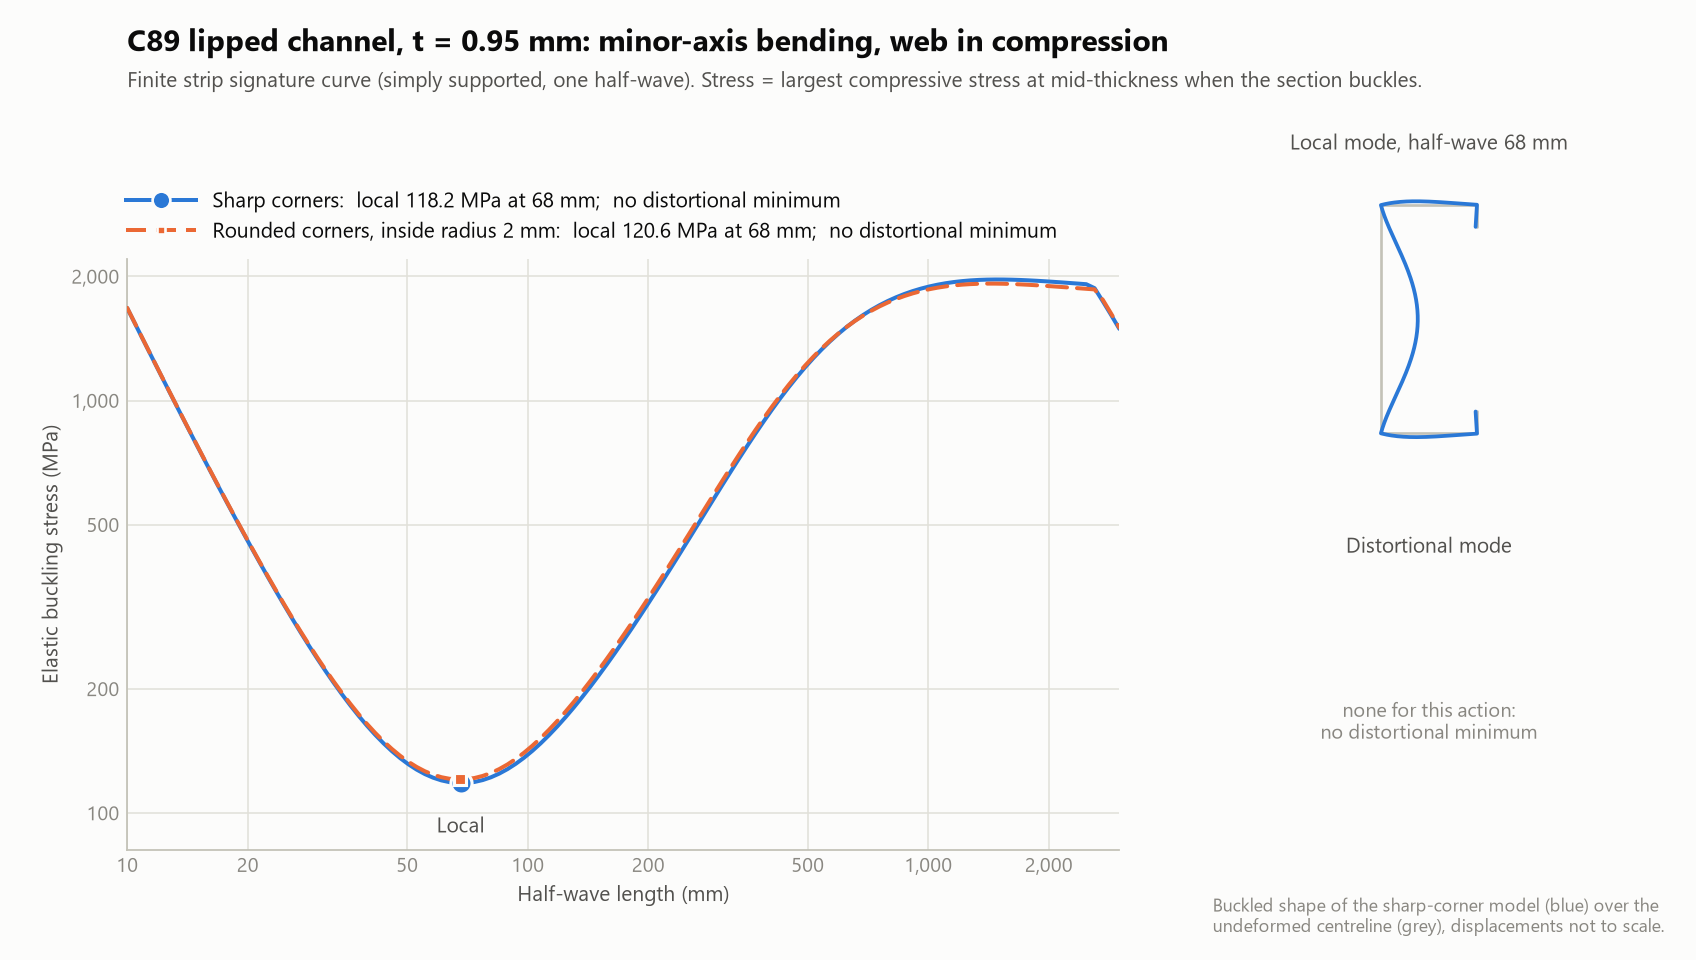 C89 lipped channel, t = 0.95 mm: minor-axis bending, web in compression
Finite strip signature curve (simply supported, one half-wave). Stress = largest compressive stress at mid-thickness when the section buckles.
Sharp corners:  local 118.2 MPa at 68 mm;  no distortional minimum
Rounded corners, inside radius 2 mm:  local 120.6 MPa at 68 mm;  no distortional minimum
Elastic buckling stress (MPa)
2,000
1,000
500
200
100
Local
10
20
50
100
200
500
1,000
2,000
Half-wave length (mm)
Local mode, half-wave 68 mm
Distortional mode
none for this action:
no distortional minimum
Buckled shape of the sharp-corner model (blue) over the
undeformed centreline (grey), displacements not to scale.